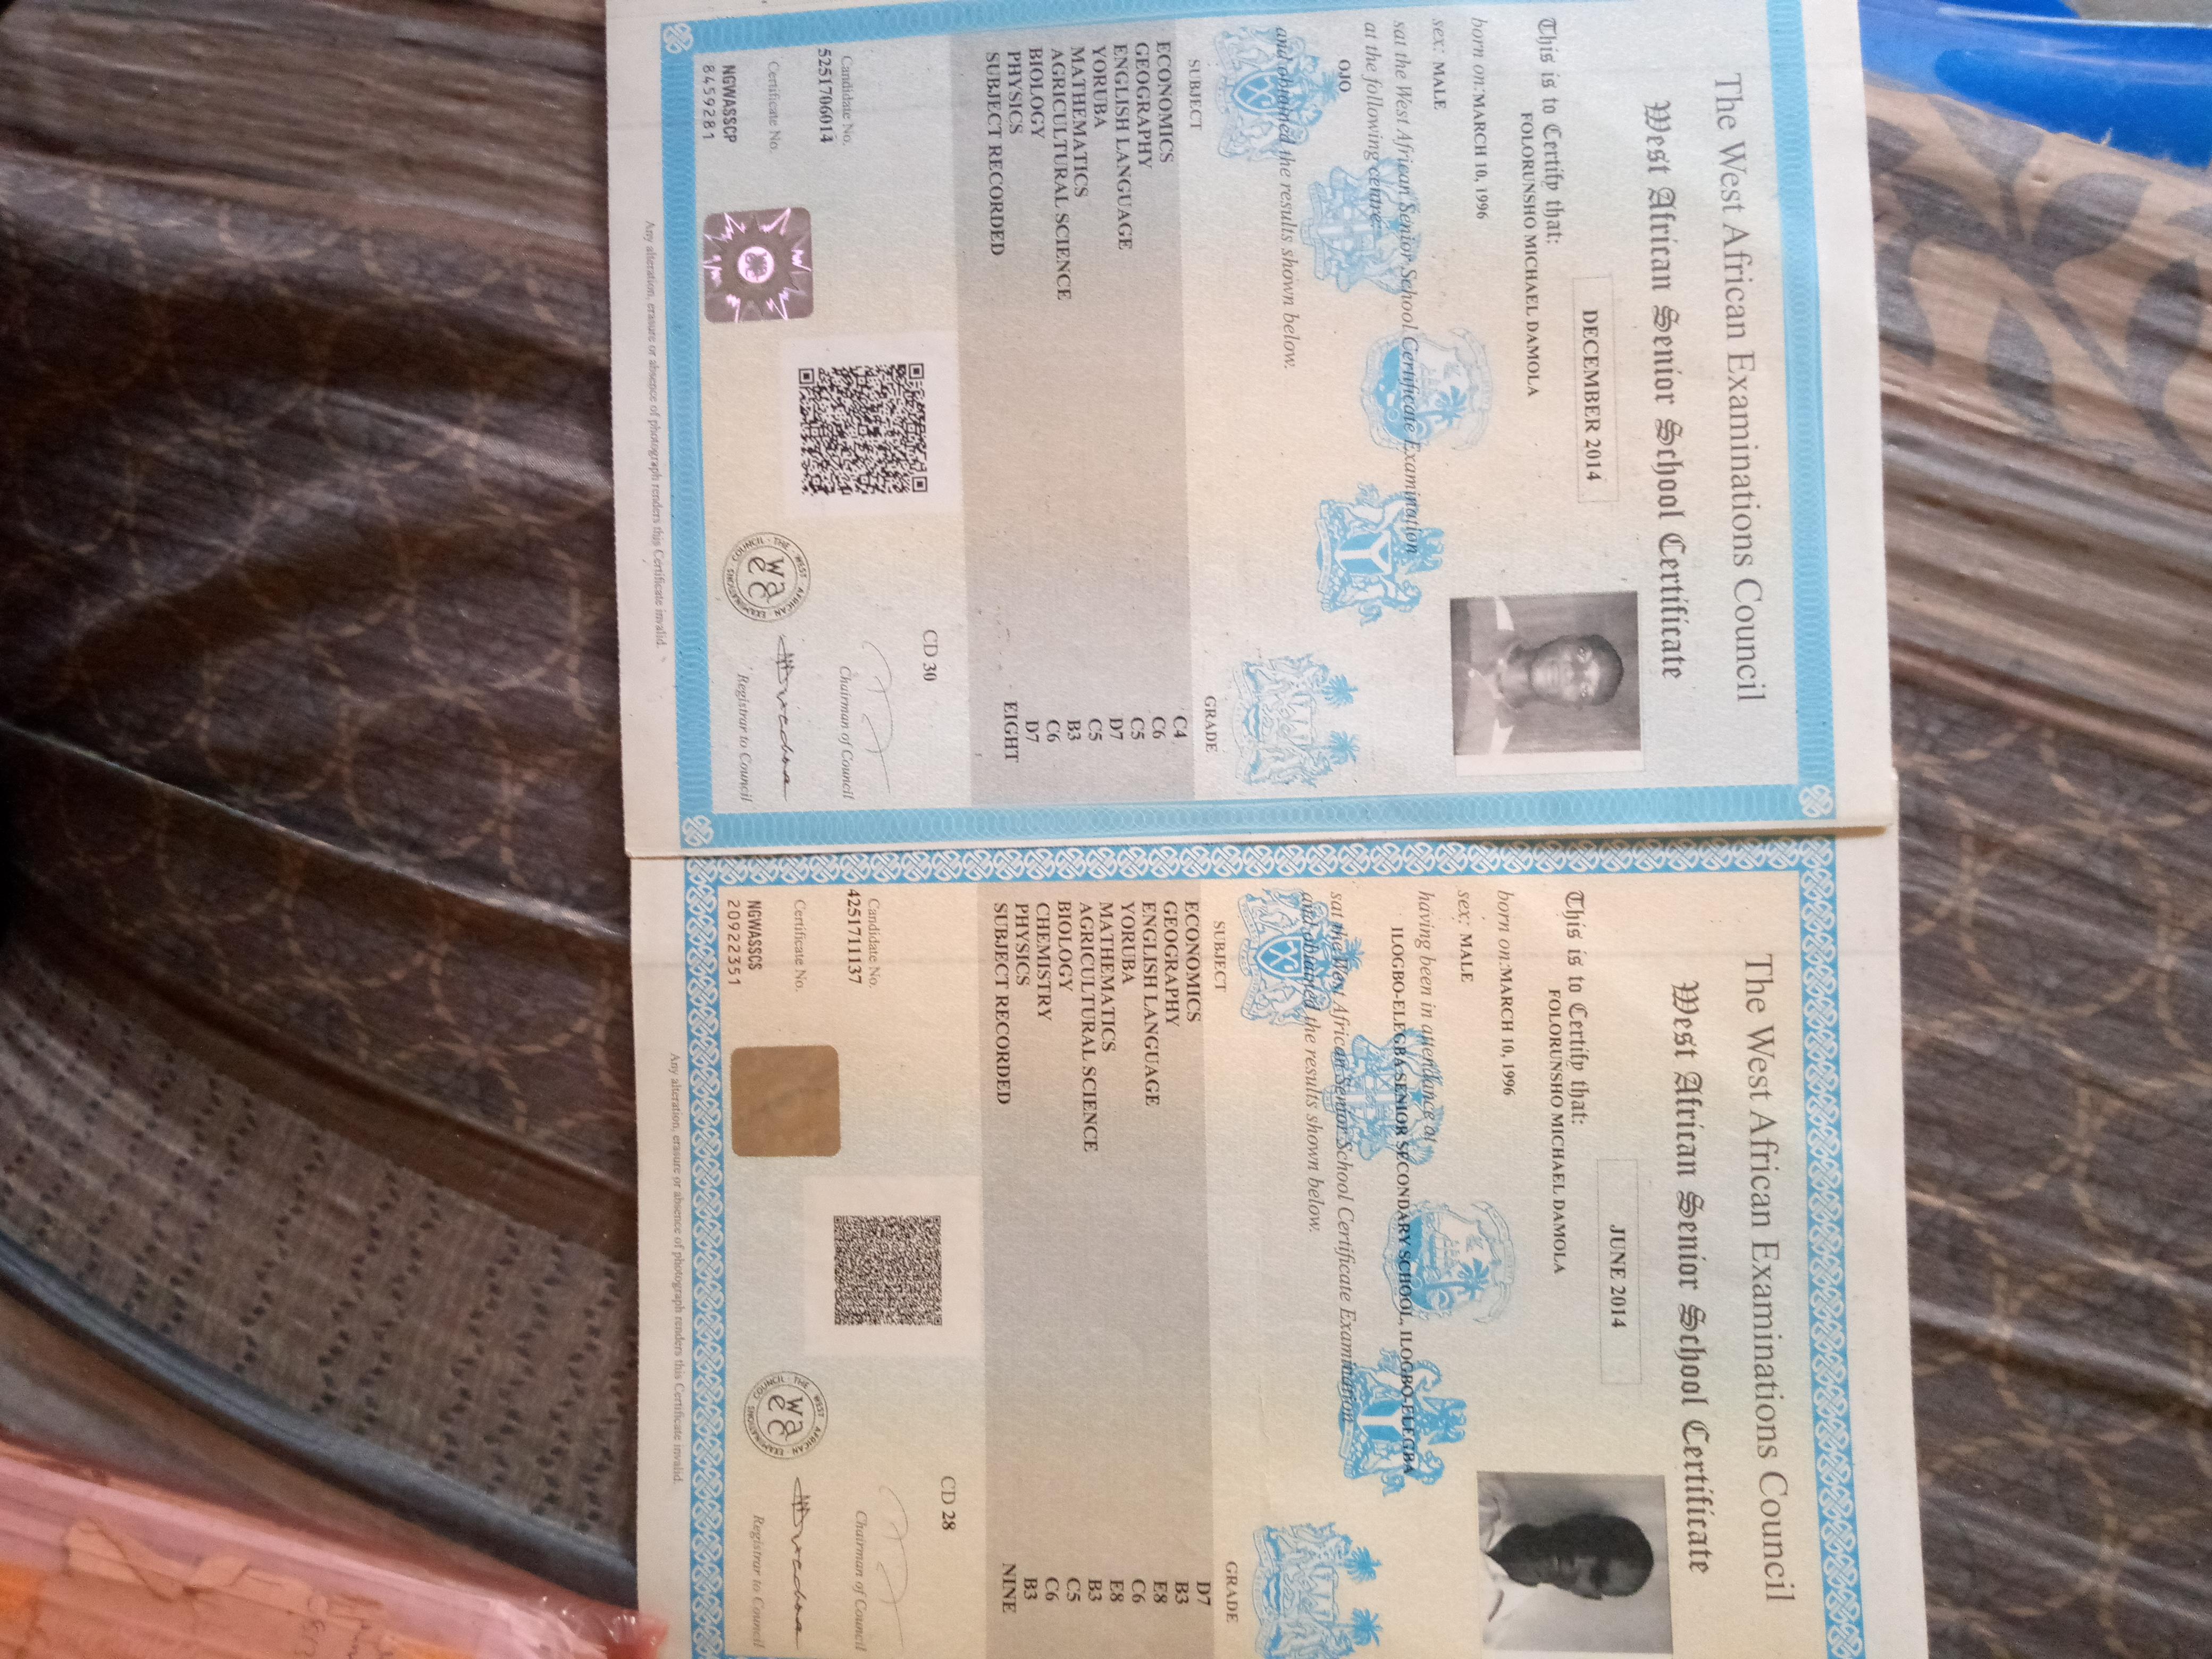 The West African Examinations Council
West African Senior School Certificate
DECEMBER 2014
This is to Certify that:
FOLORUNSHO MICHAEL DAMOLA
born on: MARCH 10, 1996
sex: MALE
sat the West African Senior School Certificate Examination
at the following centre:
OJO
and obtained the results shown below.
SUBJECT GRADE
ECONOMICS C4
GEOGRAPHY C6
ENGLISH LANGUAGE C5
YORUBA D7
MATHEMATICS C5
AGRICULTURAL SCIENCE B3
BIOLOGY C6
PHYSICS D7
SUBJECT RECORDED EIGHT
CD 30
Candidate No.
5251706014
Chairman of Council
Certificate No.
NGWASSCP
8459281
THE WEST AFRICAN EXAMINATIONS COUNCIL
WAEC
Registrar to Council
Any alteration, erasure or absence of photograph renders this Certificate invalid.
The West African Examinations Council
West African Senior School Certificate
JUNE 2014
This is to Certify that:
FOLORUNSHO MICHAEL DAMOLA
born on: MARCH 10, 1996
sex: MALE
having been in attendance at
ILOGBO-ELEGBA SENIOR SECONDARY SCHOOL, ILOGBO-ELEGBA
sat the West African Senior School Certificate Examination
and obtained the results shown below.
SUBJECT GRADE
ECONOMICS D7
GEOGRAPHY B3
ENGLISH LANGUAGE E8
YORUBA C6
MATHEMATICS E8
AGRICULTURAL SCIENCE B3
BIOLOGY C5
CHEMISTRY C6
PHYSICS B3
SUBJECT RECORDED NINE
CD 28
Candidate No.
4251711137
Chairman of Council
Certificate No.
NGWASSCS
20922351
THE WEST AFRICAN EXAMINATIONS COUNCIL
WAEC
Registrar to Council
Any alteration, erasure or absence of photograph renders this Certificate invalid.